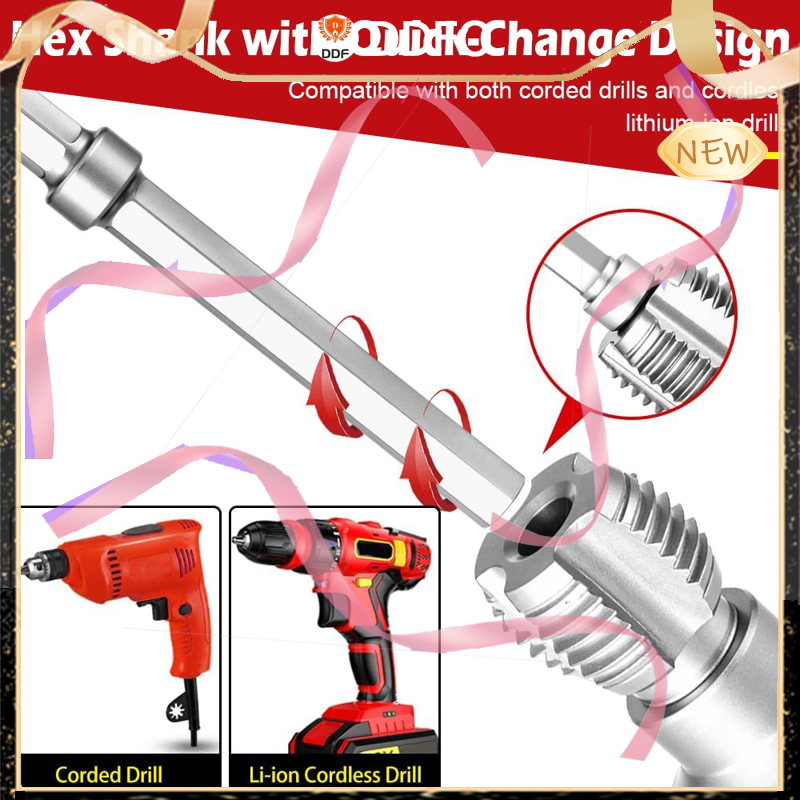 Hex Shank with Quick-Change Design
DDFO
DDF
Compatible with both corded drills and cordless
lithium-ion drill
NEW
Corded Drill
Li-ion Cordless Drill